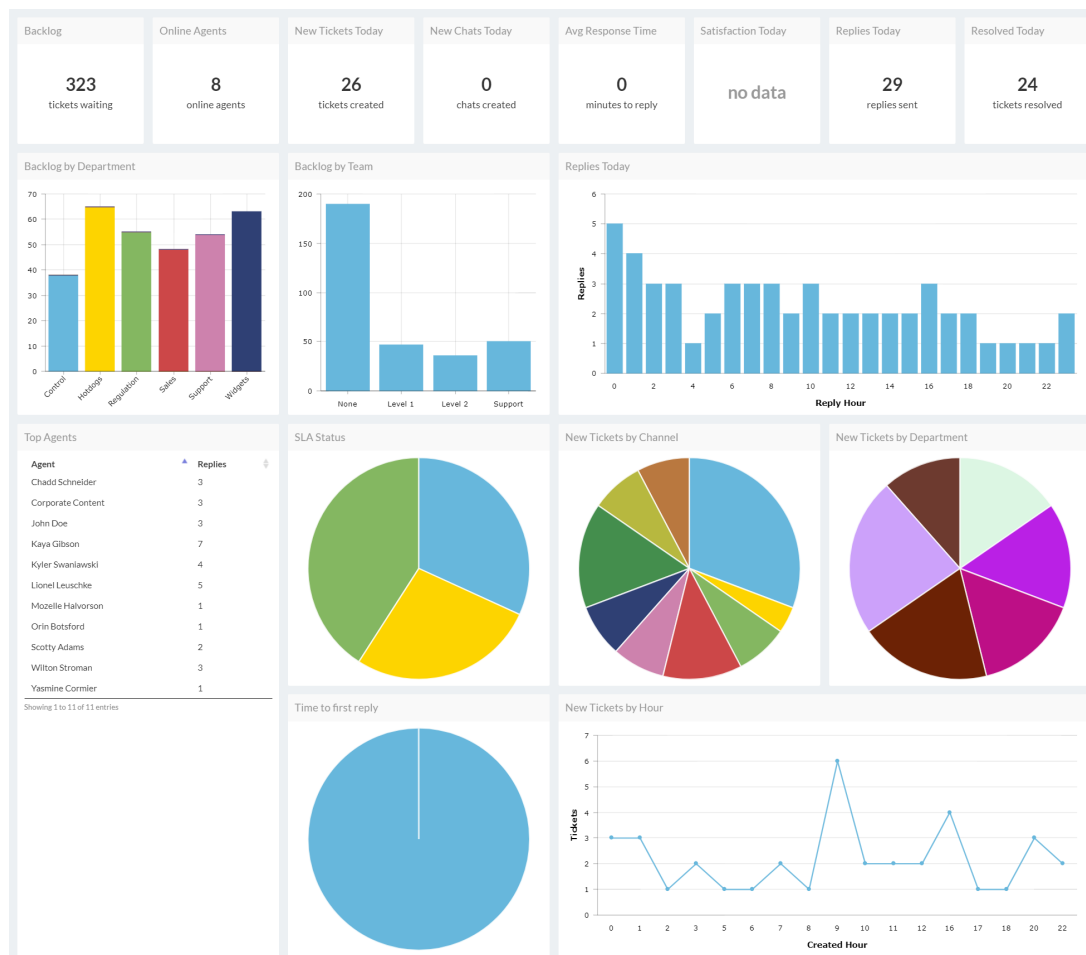 Backlog
323
tickets waiting
Online Agents
8
online agents
New Tickets Today
26
tickets created
New Chats Today
0
chats created
Avg Response Time
0
minutes to reply
Satisfaction Today
no data
Replies Today
29
replies sent
Resolved Today
24
tickets resolved
Backlog by Department
70
60
50
40
30
20
10
0
Control
Hotdogs
Regulation
Sales
Support
Widgets
Backlog by Team
200
150
100
50
0
None Level 1 Level 2 Support
Replies Today
Replies
6
5
4
3
2
1
0
0 2 4 6 8 10 12 14 16 18 20 22
Reply Hour
Top Agents
Agent Replies
Chadd Schneider 3
Corporate Content 3
John Doe 3
Kaya Gibson 7
Kyler Swaniawski 4
Lionel Leuschke 5
Mozelle Halvorson 1
Orin Botsford 1
Scotty Adams 2
Wilton Stroman 3
Yasmine Cormier 1
Showing 1 to 11 of 11 entries
SLA Status
New Tickets by Channel
New Tickets by Department
Time to first reply
New Tickets by Hour
Tickets
7
6
5
4
3
2
1
0
0 1 2 3 5 6 7 8 9 10 11 12 16 17 18 20 22
Created Hour